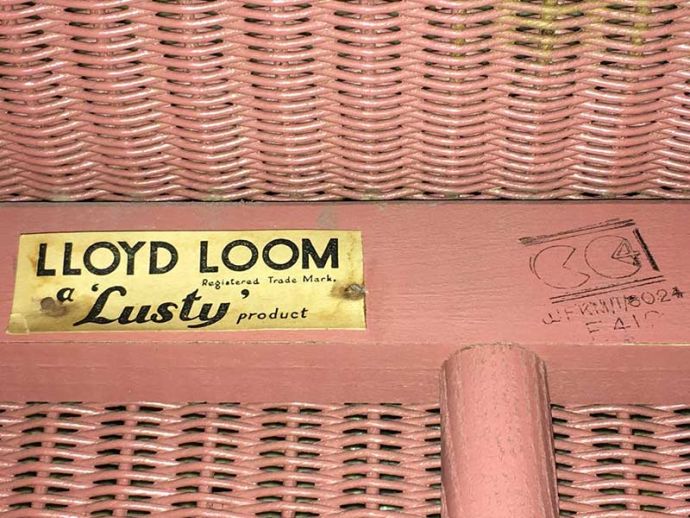 LLOYD LOOM
Registered Trade Mark.
a 'Lusty' product